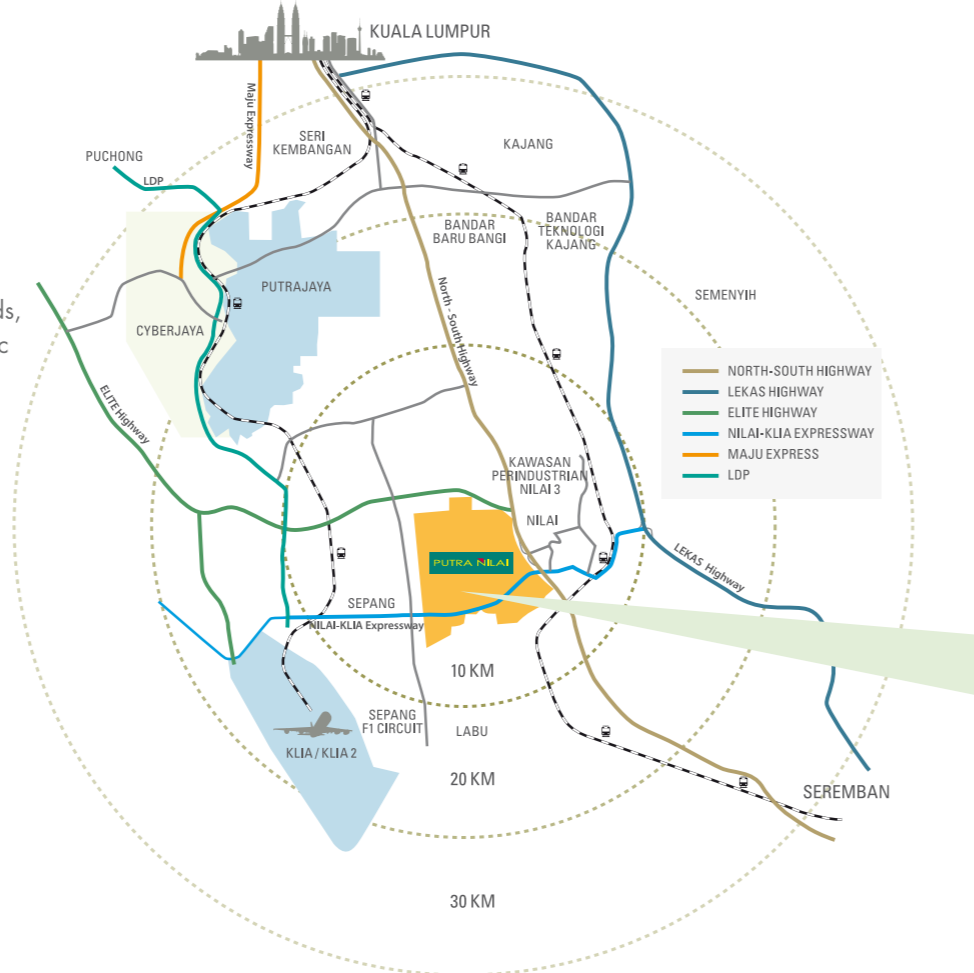 KUALA LUMPUR
Maju Expressway
SERI
KEMBANGAN
KAJANG
PUCHONG
LDP
BANDAR
BARU BANGI
BANDAR
TEKNOLOGI
KAJANG
PUTRAJAYA
SEMENYIH
ds,
CYBERJAYA
c
North - South Highway
ELITE Highway
NORTH-SOUTH HIGHWAY
LEKAS HIGHWAY
ELITE HIGHWAY
NILAI-KLIA EXPRESSWAY
MAJU EXPRESS
LDP
KAWASAN
PERINDUSTRIAN
NILAI 3
NILAI
PUTRA NILAI
LEKAS Highway
SEPANG
NILAI-KLIA Expressway
10 KM
SEPANG
F1 CIRCUIT
LABU
KLIA / KLIA 2
20 KM
SEREMBAN
30 KM